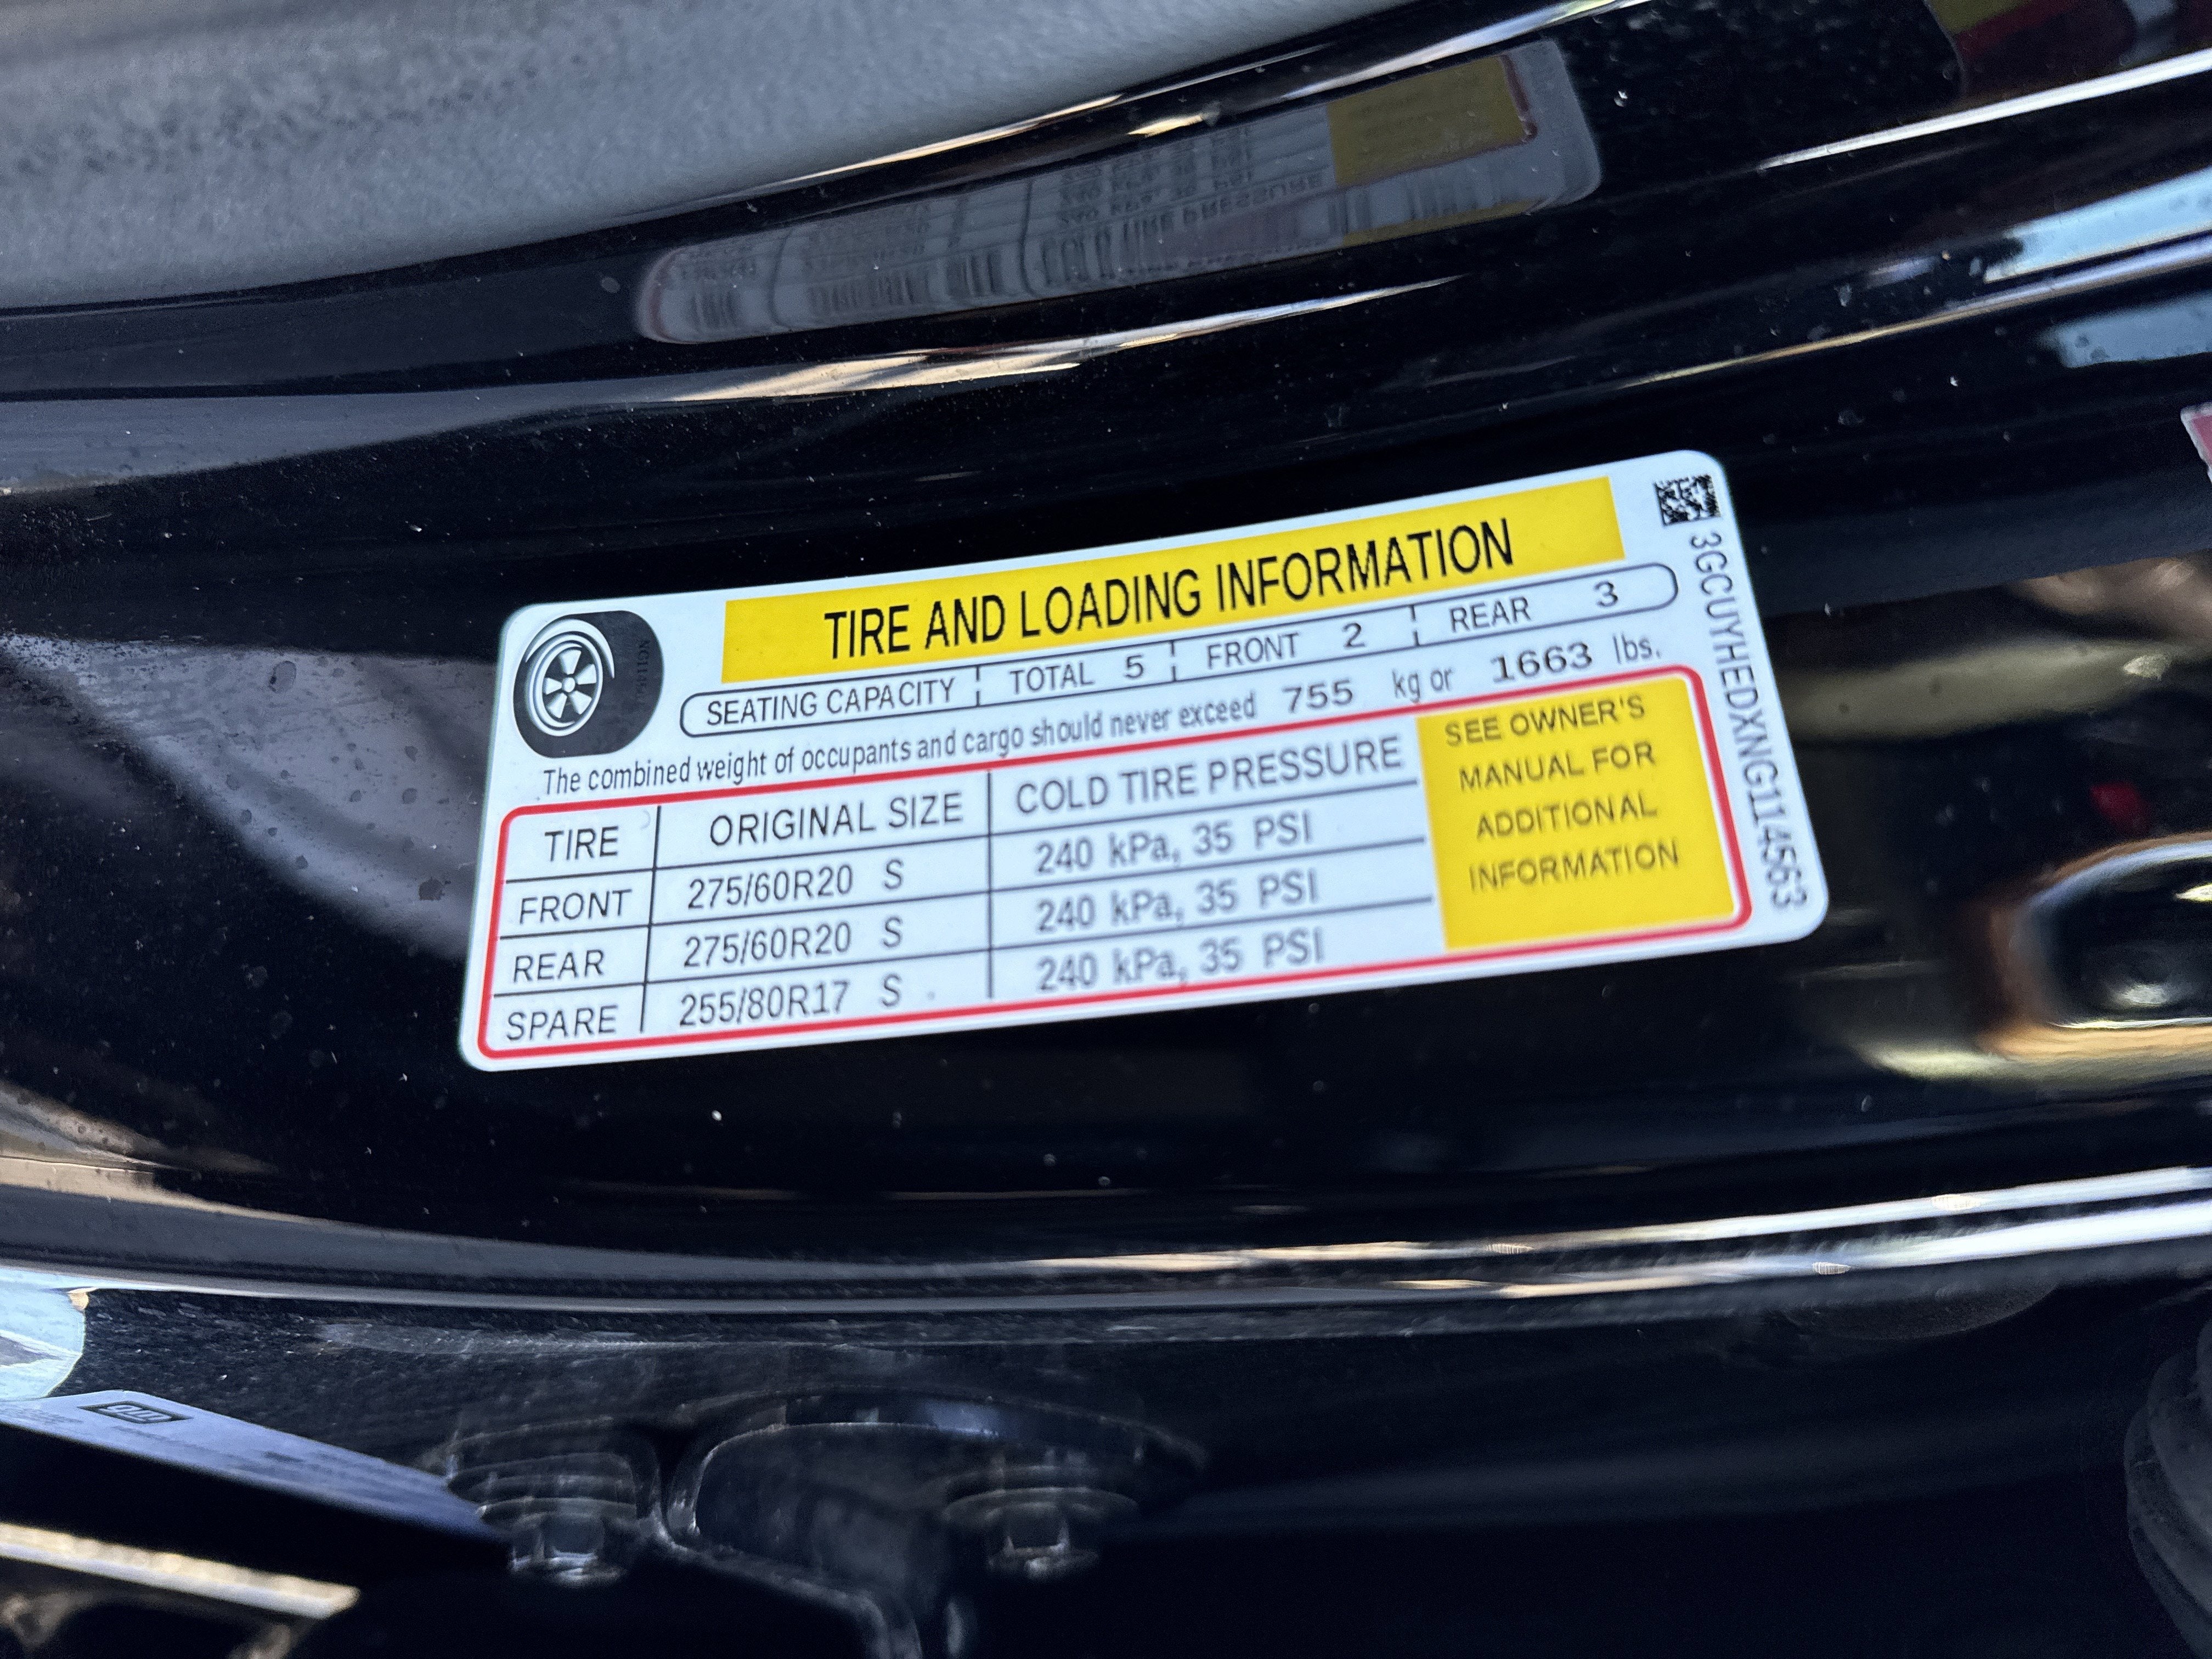 TIRE AND LOADING INFORMATION
SEATING CAPACITY TOTAL 5 FRONT 2 REAR 3
The combined weight of occupants and cargo should never exceed 755 kg or 1663 lbs.
TIRE ORIGINAL SIZE COLD TIRE PRESSURE
FRONT 275/60R20 S 240 kPa, 35 PSI
REAR 275/60R20 S 240 kPa, 35 PSI
SPARE 255/80R17 S 240 kPa, 35 PSI
SEE OWNER'S
MANUAL FOR
ADDITIONAL
INFORMATION
3GCUYHEDXNG114563
gm